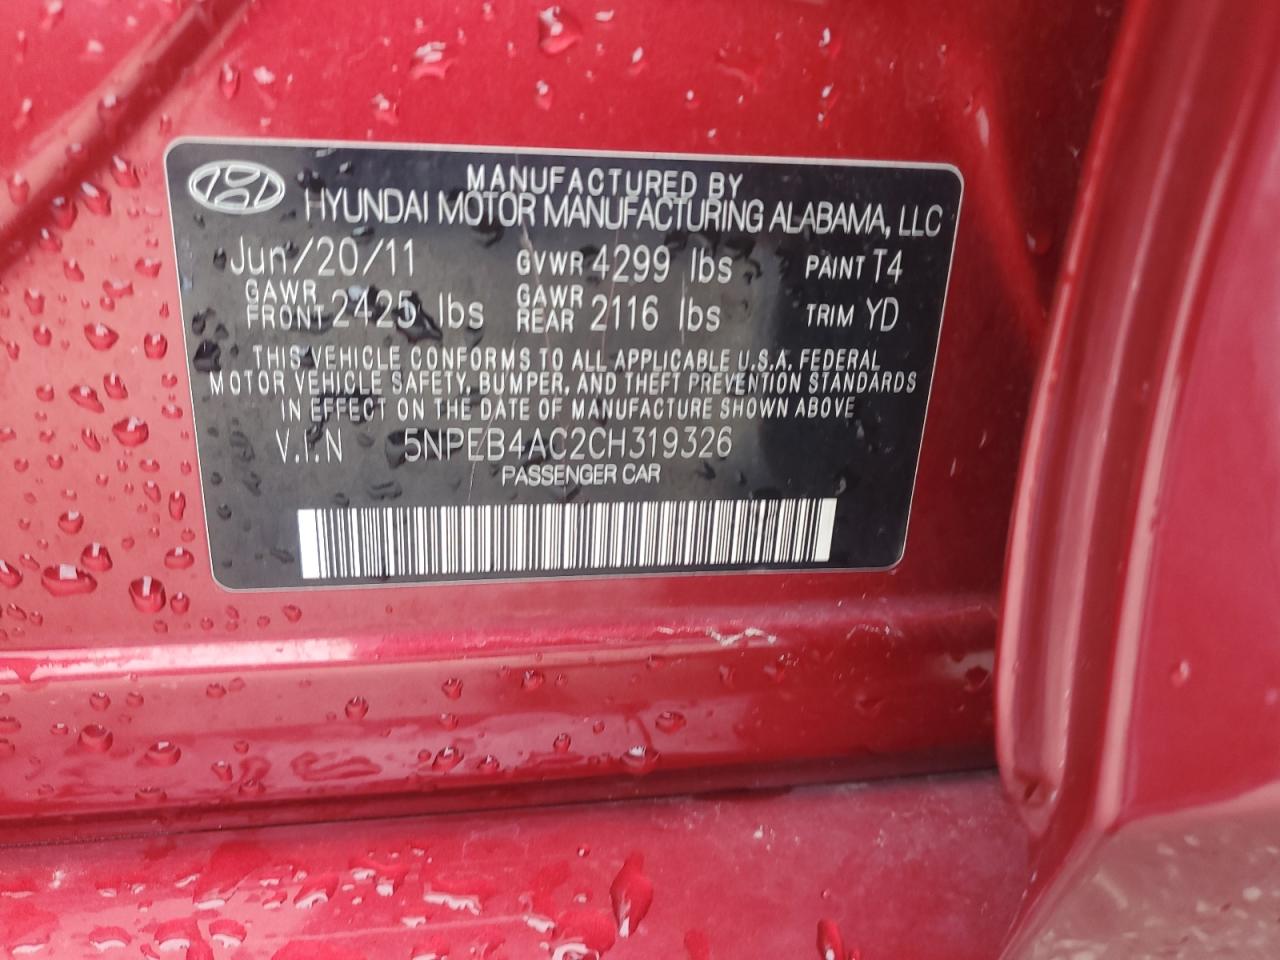 MANUFACTURED BY
HYUNDAI MOTOR MANUFACTURING ALABAMA, LLC
Jun/20/11 GVWR 4299 lbs PAINT T4
GAWR FRONT 2425 lbs GAWR REAR 2116 lbs TRIM YD
THIS VEHICLE CONFORMS TO ALL APPLICABLE U.S.A. FEDERAL
MOTOR VEHICLE SAFETY, BUMPER, AND THEFT PREVENTION STANDARDS
IN EFFECT ON THE DATE OF MANUFACTURE SHOWN ABOVE
V.I.N 5NPEB4AC2CH319326
PASSENGER CAR